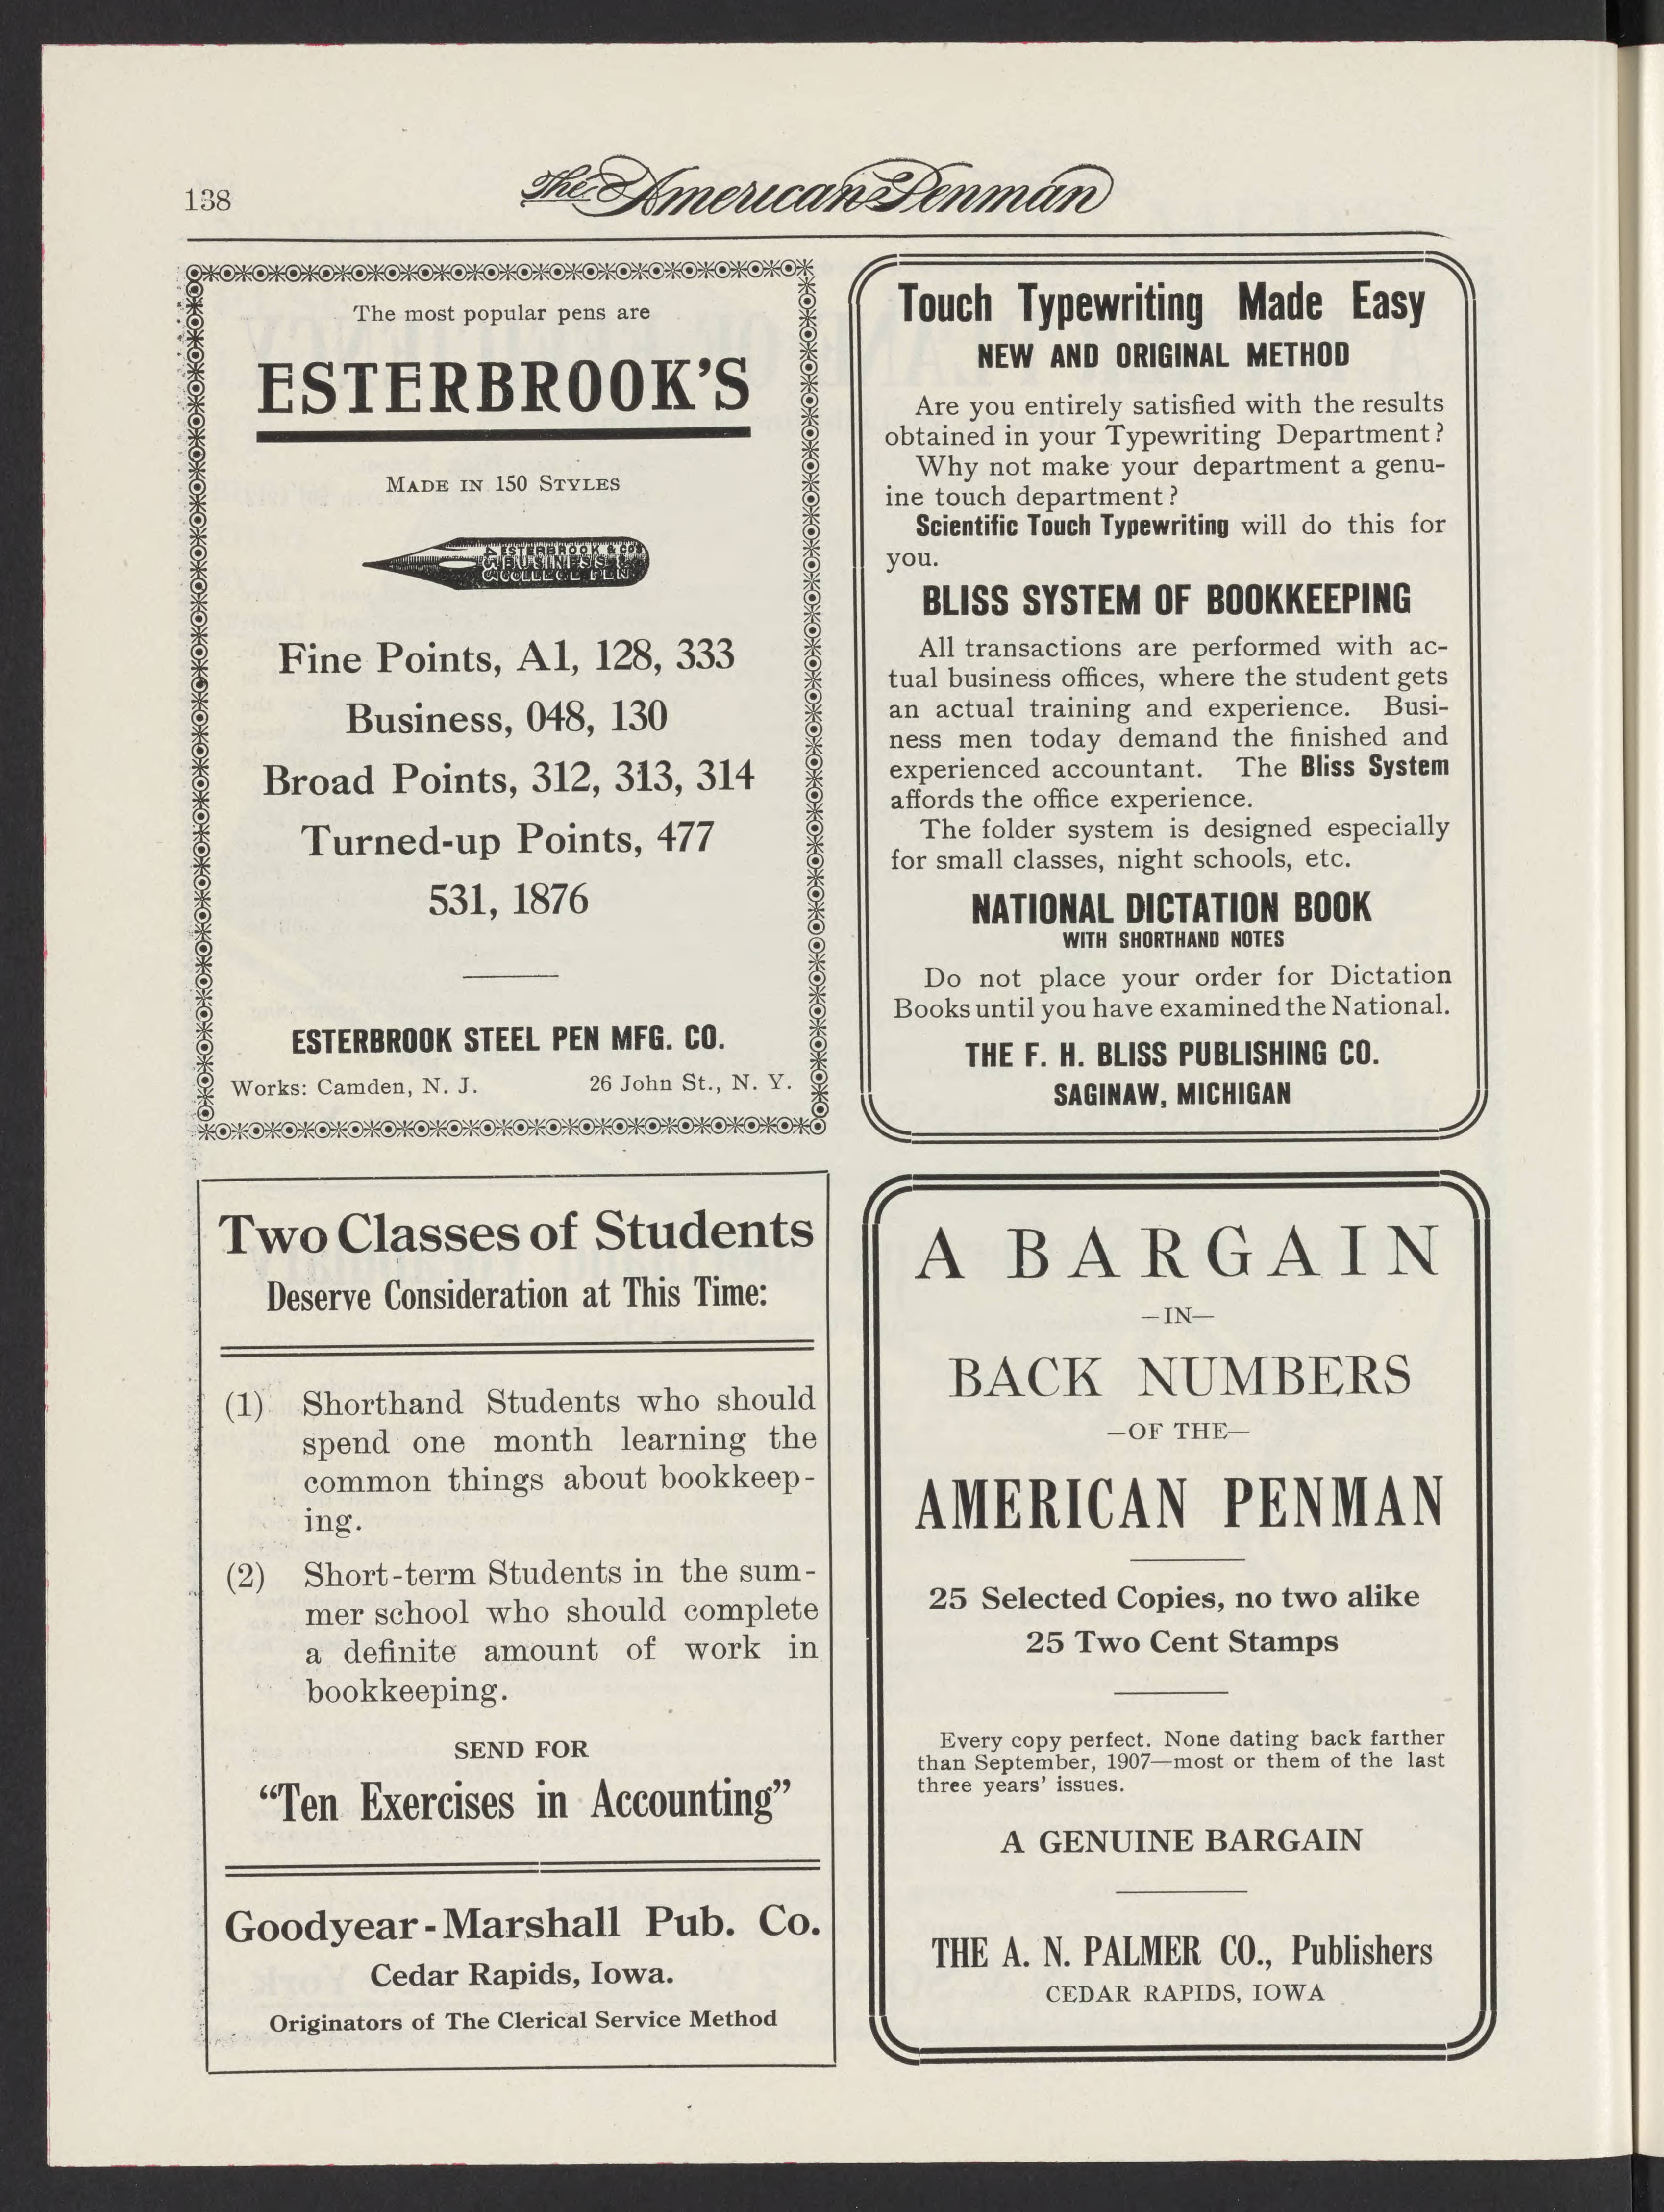 138
The American Penman
The most popular pens are
ESTERBROOK'S
MADE IN 150 STYLES
A ESTERBROOK & CO'S
BUSINESS &
COLLEGE PEN
Fine Points, A1, 128, 333
Business, 048, 130
Broad Points, 312, 313, 314
Turned-up Points, 477
531, 1876
ESTERBROOK STEEL PEN MFG. CO.
Works: Camden, N. J. 26 John St., N. Y.
Touch Typewriting Made Easy
NEW AND ORIGINAL METHOD
Are you entirely satisfied with the results
obtained in your Typewriting Department?
Why not make your department a genu-
ine touch department?
Scientific Touch Typewriting will do this for
you.
BLISS SYSTEM OF BOOKKEEPING
All transactions are performed with ac-
tual business offices, where the student gets
an actual training and experience. Busi-
ness men today demand the finished and
experienced accountant. The Bliss System
affords the office experience.
The folder system is designed especially
for small classes, night schools, etc.
NATIONAL DICTATION BOOK
WITH SHORTHAND NOTES
Do not place your order for Dictation
Books until you have examined the National.
THE F. H. BLISS PUBLISHING CO.
SAGINAW, MICHIGAN
Two Classes of Students
Deserve Consideration at This Time:
(1) Shorthand Students who should
spend one month learning the
common things about bookkeep-
ing.
(2) Short-term Students in the sum-
mer school who should complete
a definite amount of work in
bookkeeping.
SEND FOR
"Ten Exercises in Accounting"
Goodyear-Marshall Pub. Co.
Cedar Rapids, Iowa.
Originators of The Clerical Service Method
A BARGAIN
—IN—
BACK NUMBERS
—OF THE—
AMERICAN PENMAN
25 Selected Copies, no two alike
25 Two Cent Stamps
Every copy perfect. None dating back farther
than September, 1907—most or them of the last
three years' issues.
A GENUINE BARGAIN
THE A. N. PALMER CO., Publishers
CEDAR RAPIDS, IOWA